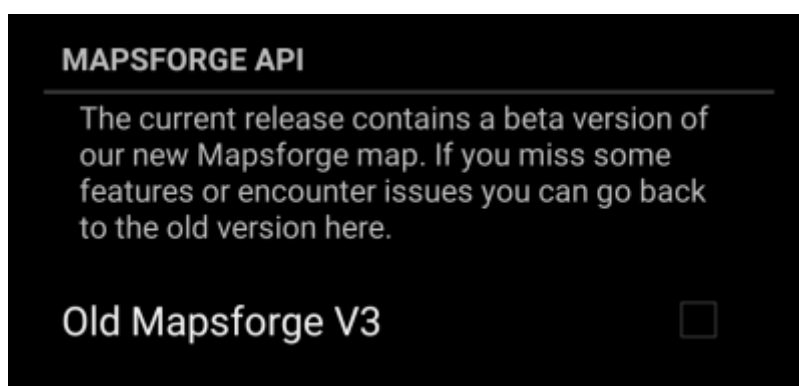 MAPSFORGE API
The current release contains a beta version of
our new Mapsforge map. If you miss some
features or encounter issues you can go back
to the old version here.
Old Mapsforge V3